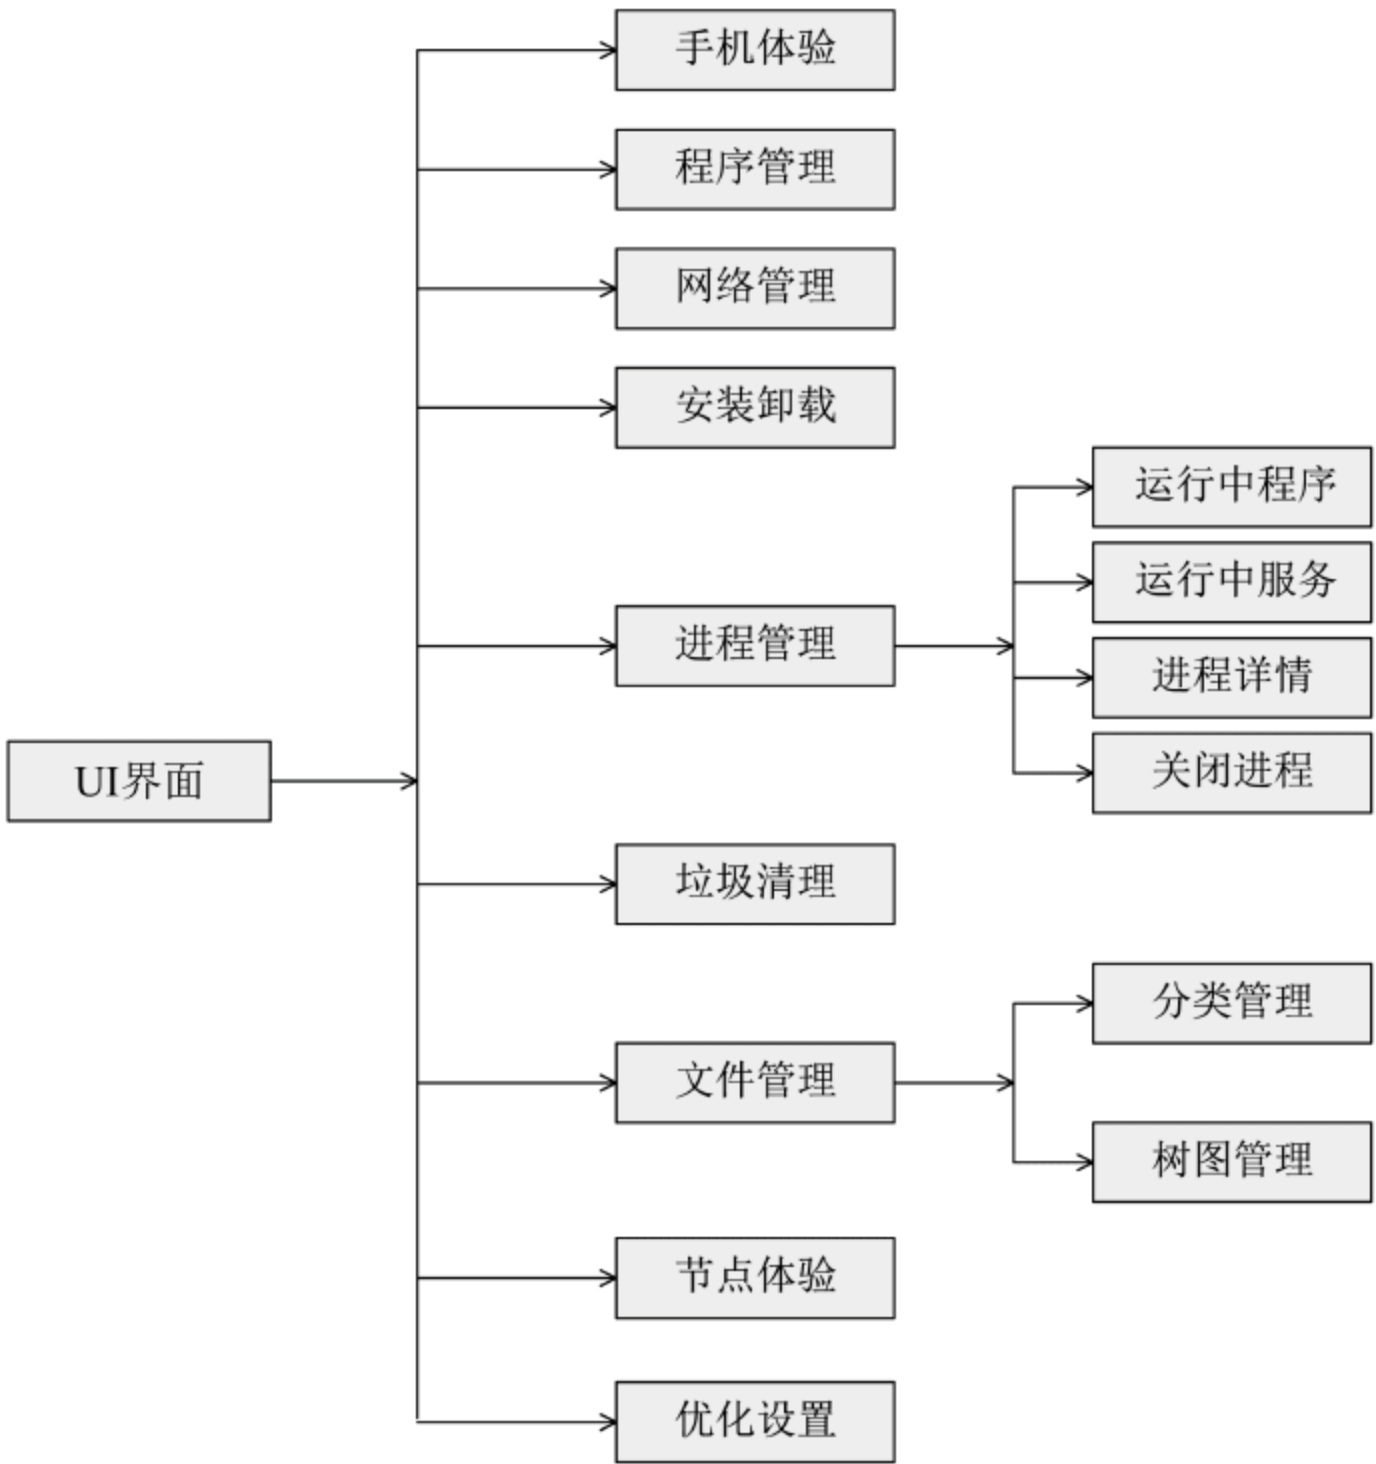 手机体验
程序管理
网络管理
安装卸载
运行中程序
运行中服务
进程管理
进程详情
关闭进程
UI界面
垃圾清理
分类管理
文件管理
树图管理
节点体验
优化设置